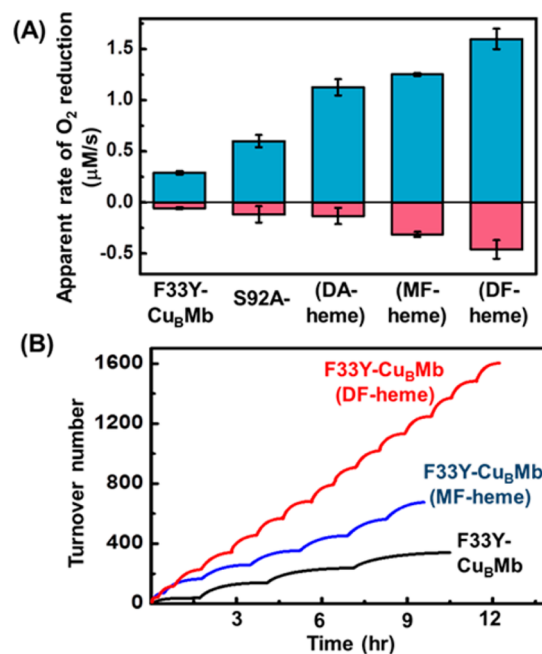 (A)
Apparent rate of O₂ reduction
(μM/s)
1.5
1.0
0.5
0.0
-0.5
F33Y-
CuBMb
S92A-
(DA-
heme)
(MF-
heme)
(DF-
heme)
(B)
Turnover number
1600
1200
800
400
0
F33Y-CuBMb
(DF-heme)
F33Y-CuBMb
(MF-heme)
F33Y-
CuBMb
3
6
9
12
Time (hr)